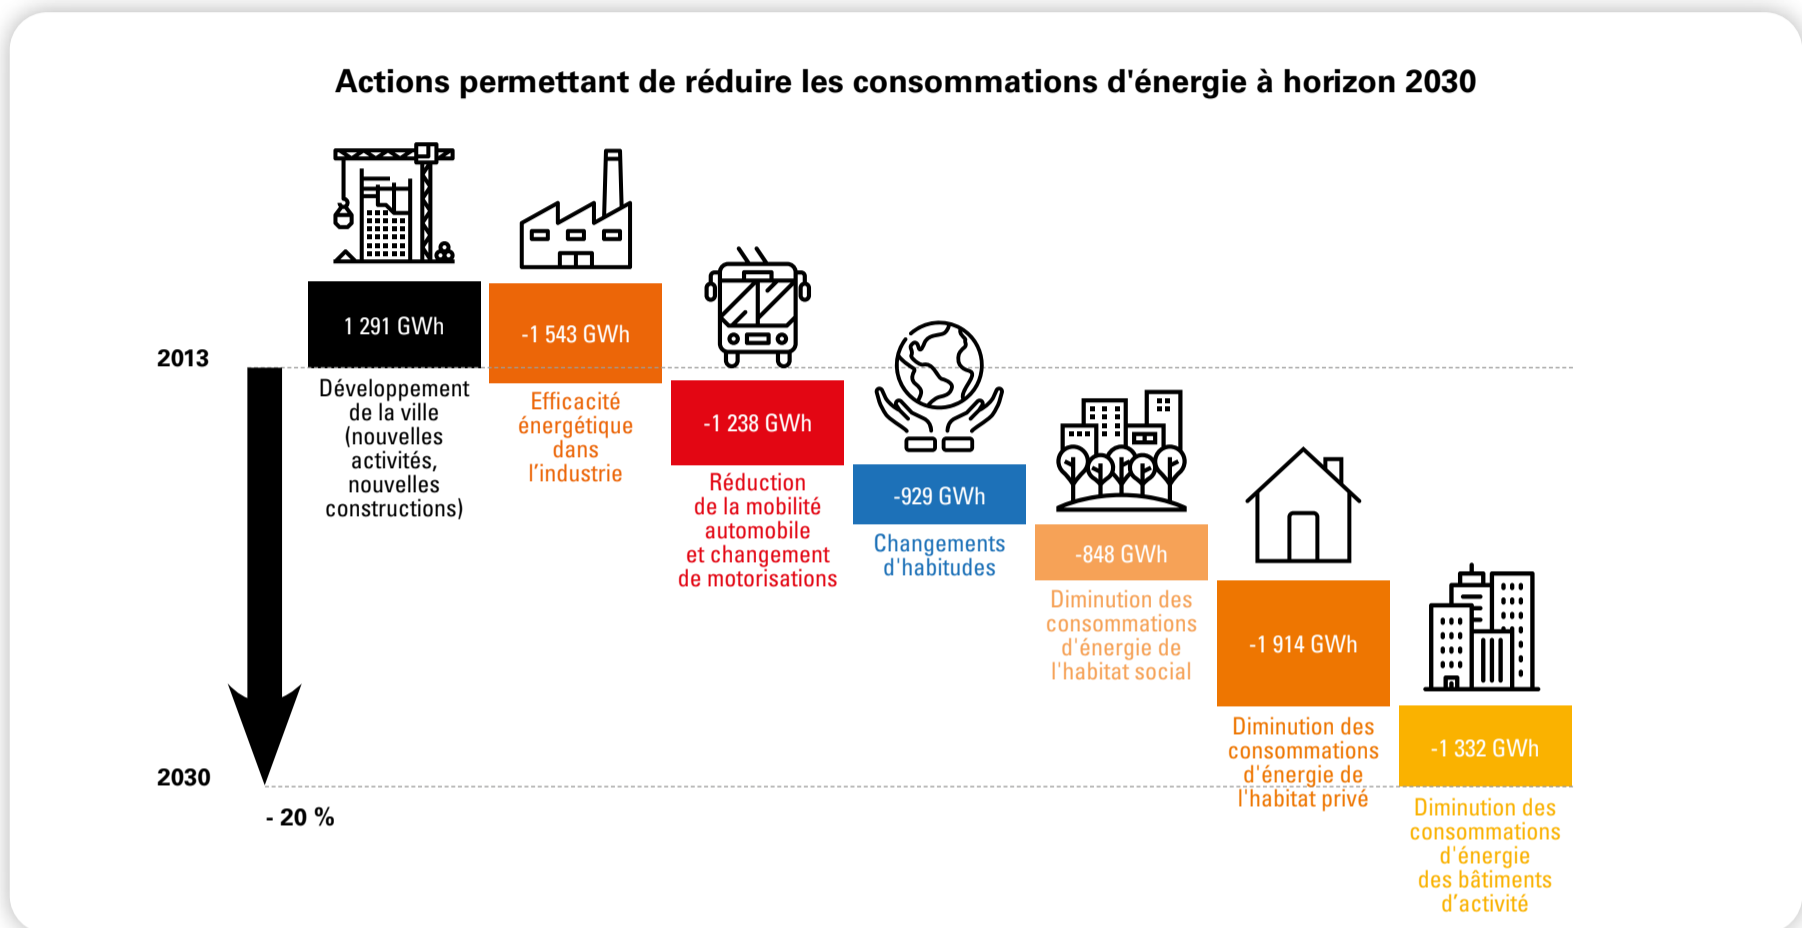 Actions permettant de réduire les consommations d'énergie à horizon 2030
2013
1 291 GWh
Développement
de la ville
(nouvelles
activités,
nouvelles
constructions)
-1 543 GWh
Efficacité
énergétique
dans
l’industrie
-1 238 GWh
Réduction
de la mobilité
automobile
et changement
de motorisations
-929 GWh
Changements
d'habitudes
-848 GWh
Diminution des
consommations
d'énergie de
l'habitat social
-1 914 GWh
Diminution des
consommations
d'énergie de
l'habitat privé
-1 332 GWh
Diminution des
consommations
d'énergie
des bâtiments
d’activité
2030
- 20 %